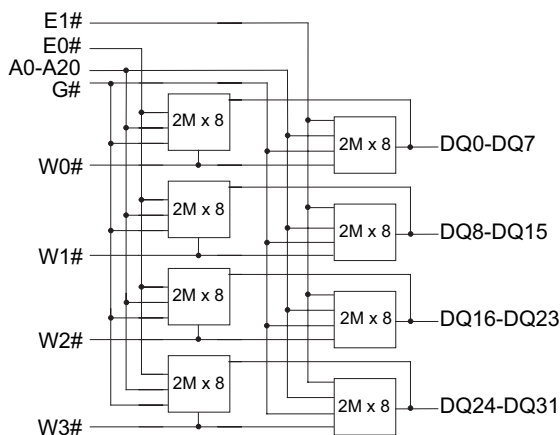 E1#
E0#
A0-A20
G#
2M x 8
2M x 8
DQ0-DQ7
W0#
2M x 8
2M x 8
DQ8-DQ15
W1#
2M x 8
2M x 8
DQ16-DQ23
W2#
2M x 8
2M x 8
DQ24-DQ31
W3#